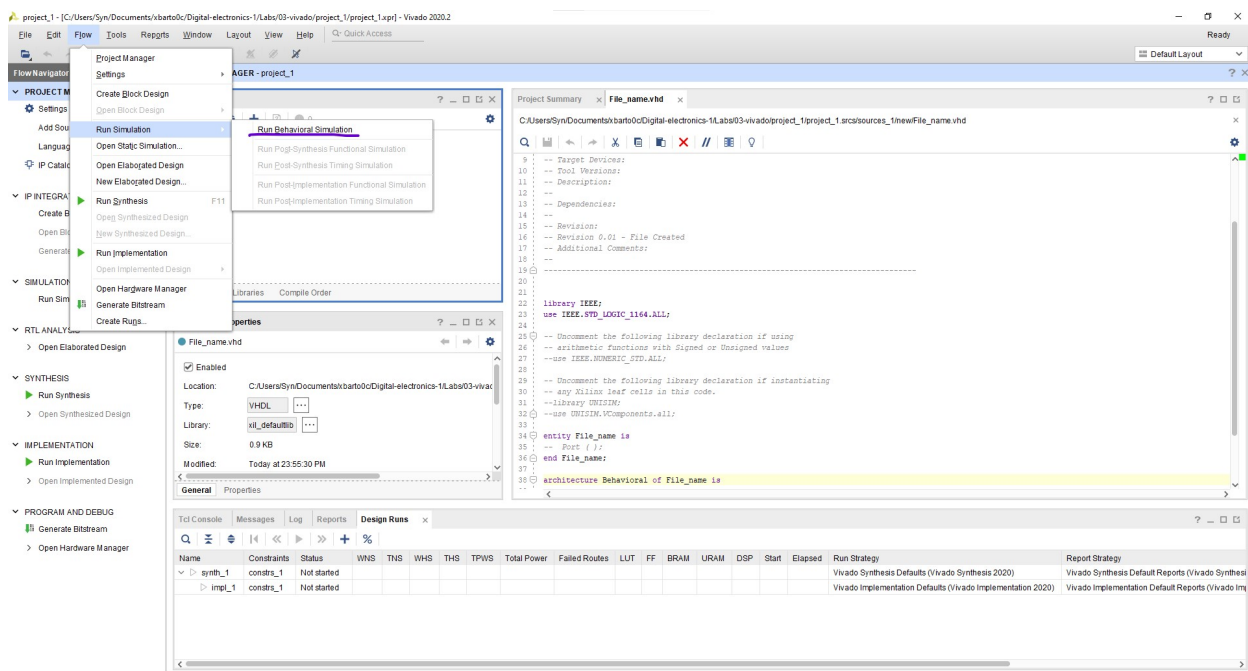 project_1 - [C:/Users/Syn/Documents/xbarto0c/Digital-electronics-1/Labs/03-vivado/project_1/project_1.xpr] - Vivado 2020.2
File Edit Flow Tools Reports Window Layout View Help Quick Access
Ready
Default Layout
Flow Navigator
AGER - project_1
PROJECT M
Settings
Add Sou
Languag
IP Catalo
IP INTEGRA
Create B
Open Blo
Generate
SIMULATION
Run Sim
RTL ANALYSIS
Open Elaborated Design
SYNTHESIS
Run Synthesis
Open Synthesized Design
IMPLEMENTATION
Run Implementation
Open Implemented Design
PROGRAM AND DEBUG
Generate Bitstream
Open Hardware Manager
Project Manager
Settings
Create Block Design
Open Block Design
Run Simulation
Open Static Simulation...
Open Elaborated Design
New Elaborated Design...
Run Synthesis F11
Open Synthesized Design
New Synthesized Design...
Run Implementation
Open Implemented Design
Open Hardware Manager
Generate Bitstream
Create Runs...
Run Behavioral Simulation
Run Post-Synthesis Functional Simulation
Run Post-Synthesis Timing Simulation
Run Post-Implementation Functional Simulation
Run Post-Implementation Timing Simulation
Libraries Compile Order
perties
File_name.vhd
Enabled
Location: C:/Users/Syn/Documents/xbarto0c/Digital-electronics-1/Labs/03-vivad
Type: VHDL
Library: xil_defaultlib
Size: 0.9 KB
Modified: Today at 23:55:30 PM
General Properties
Project Summary File_name.vhd
C:/Users/Syn/Documents/xbarto0c/Digital-electronics-1/Labs/03-vivado/project_1/project_1.srcs/sources_1/new/File_name.vhd
9 -- Target Devices:
10 -- Tool Versions:
11 -- Description:
12 --
13 -- Dependencies:
14 --
15 -- Revision:
16 -- Revision 0.01 - File Created
17 -- Additional Comments:
18 --
19 ----------------------------------------------------------------------------------
20
21
22 library IEEE;
23 use IEEE.STD_LOGIC_1164.ALL;
24
25 -- Uncomment the following library declaration if using
26 -- arithmetic functions with Signed or Unsigned values
27 --use IEEE.NUMERIC_STD.ALL;
28
29 -- Uncomment the following library declaration if instantiating
30 -- any Xilinx leaf cells in this code.
31 --library UNISIM;
32 --use UNISIM.VComponents.all;
33
34 entity File_name is
35 -- Port ( );
36 end File_name;
37
38 architecture Behavioral of File_name is
Tcl Console Messages Log Reports Design Runs
Name Constraints Status WNS TNS WHS THS TPWS Total Power Failed Routes LUT FF BRAM URAM DSP Start Elapsed Run Strategy Report Strategy
synth_1 constrs_1 Not started Vivado Synthesis Defaults (Vivado Synthesis 2020) Vivado Synthesis Default Reports (Vivado Synthesi
impl_1 constrs_1 Not started Vivado Implementation Defaults (Vivado Implementation 2020) Vivado Implementation Default Reports (Vivado Imp